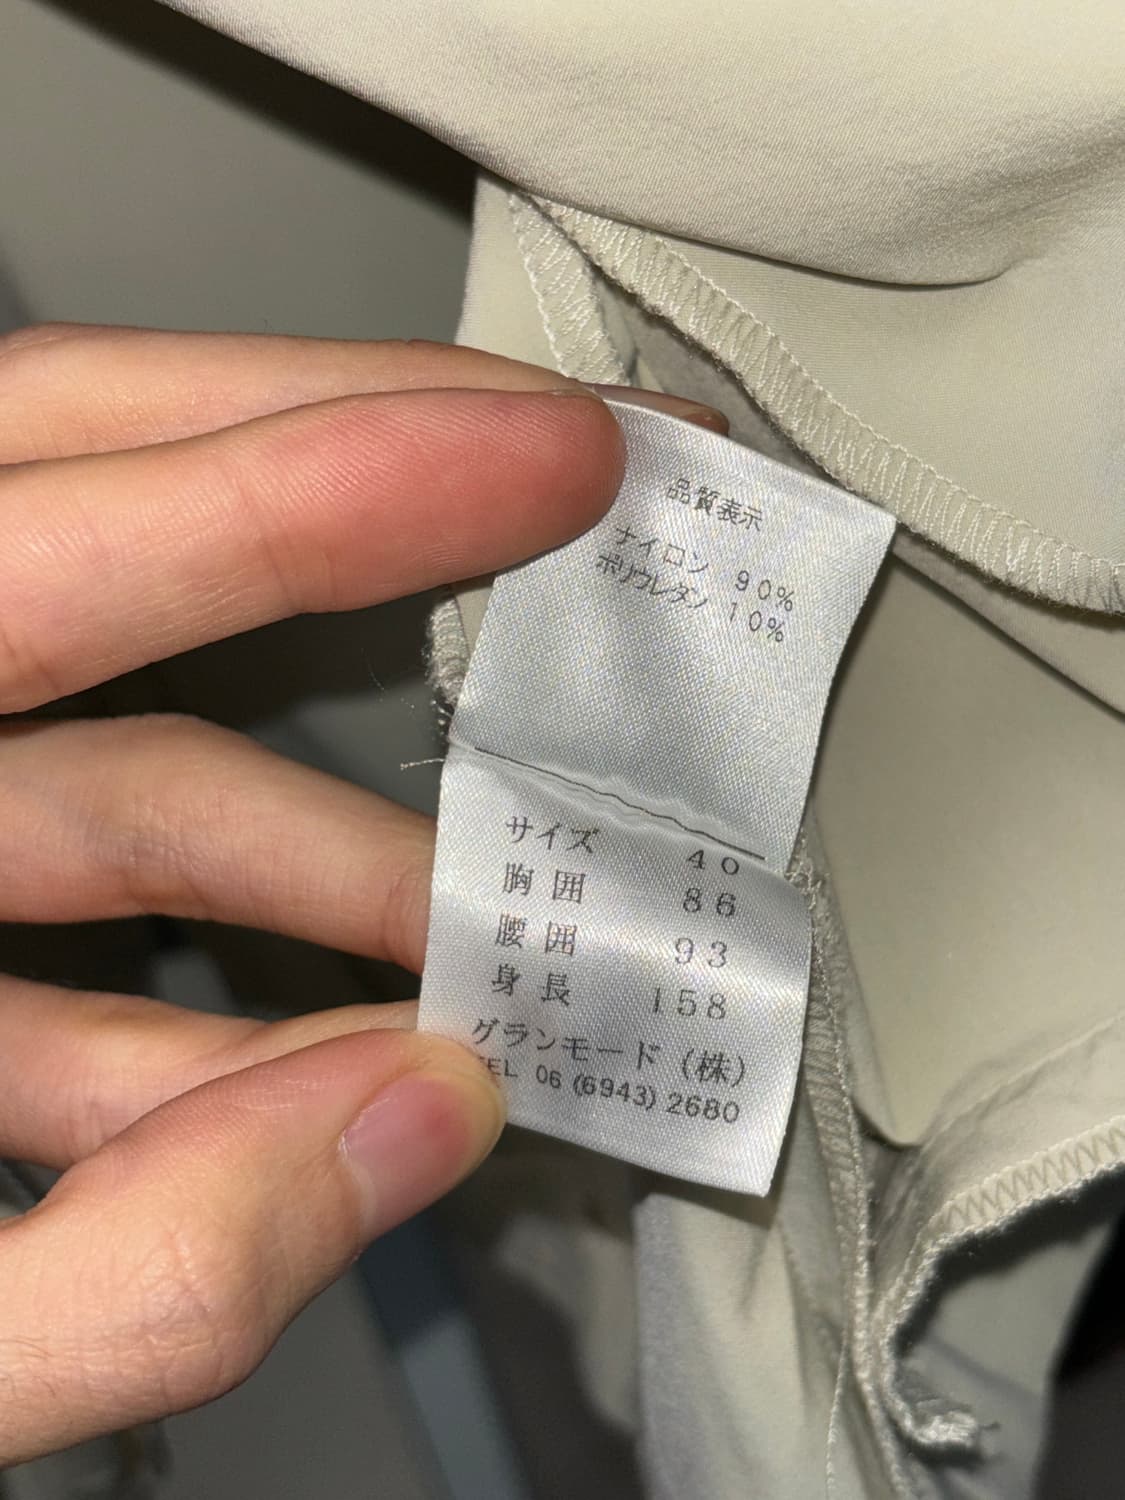 品質表示
ナイロン 90%
ポリウレタン 10%
サイズ 40
胸囲 86
腰囲 93
身長 158
グランモード (株)
TEL 06 (6943) 2680